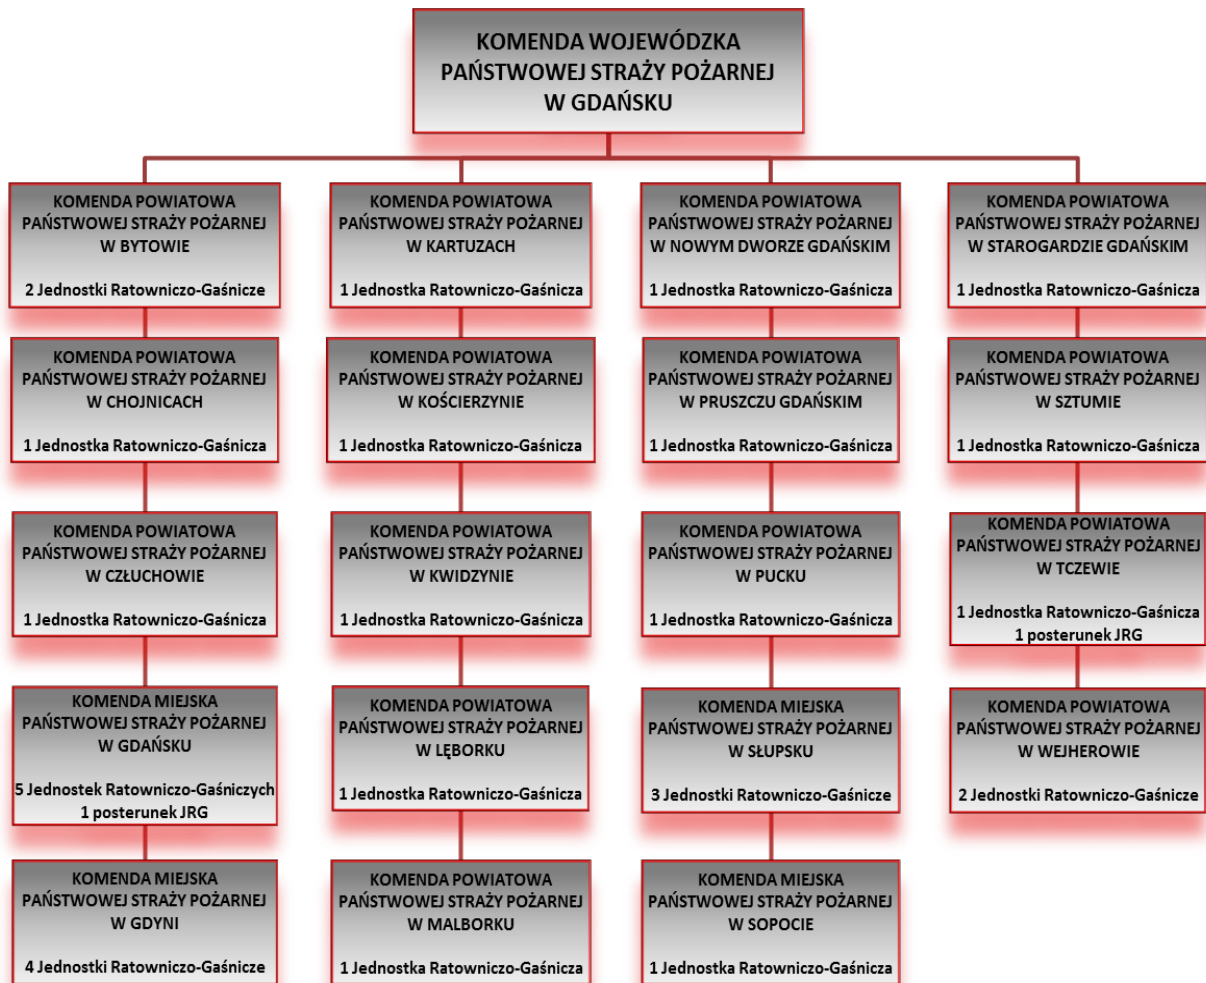 KOMENDA WOJEWÓDZKA
PAŃSTWOWEJ STRAŻY POŻARNEJ
W GDAŃSKU
KOMENDA POWIATOWA
PAŃSTWOWEJ STRAŻY POŻARNEJ
W BYTOWIE
2 Jednostki Ratowniczo-Gaśnicze
KOMENDA POWIATOWA
PAŃSTWOWEJ STRAŻY POŻARNEJ
W CHOJNICACH
1 Jednostka Ratowniczo-Gaśnicza
KOMENDA POWIATOWA
PAŃSTWOWEJ STRAŻY POŻARNEJ
W CZŁUCHOWIE
1 Jednostka Ratowniczo-Gaśnicza
KOMENDA MIEJSKA
PAŃSTWOWEJ STRAŻY POŻARNEJ
W GDAŃSKU
5 Jednostek Ratowniczo-Gaśniczych
1 posterunek JRG
KOMENDA MIEJSKA
PAŃSTWOWEJ STRAŻY POŻARNEJ
W GDYNI
4 Jednostki Ratowniczo-Gaśnicze
KOMENDA POWIATOWA
PAŃSTWOWEJ STRAŻY POŻARNEJ
W KARTUZACH
1 Jednostka Ratowniczo-Gaśnicza
KOMENDA POWIATOWA
PAŃSTWOWEJ STRAŻY POŻARNEJ
W KOŚCIERZYNIE
1 Jednostka Ratowniczo-Gaśnicza
KOMENDA POWIATOWA
PAŃSTWOWEJ STRAŻY POŻARNEJ
W KWIDZYNIE
1 Jednostka Ratowniczo-Gaśnicza
KOMENDA POWIATOWA
PAŃSTWOWEJ STRAŻY POŻARNEJ
W LĘBORKU
1 Jednostka Ratowniczo-Gaśnicza
KOMENDA POWIATOWA
PAŃSTWOWEJ STRAŻY POŻARNEJ
W MALBORKU
1 Jednostka Ratowniczo-Gaśnicza
KOMENDA POWIATOWA
PAŃSTWOWEJ STRAŻY POŻARNEJ
W NOWYM DWORZE GDAŃSKIM
1 Jednostka Ratowniczo-Gaśnicza
KOMENDA POWIATOWA
PAŃSTWOWEJ STRAŻY POŻARNEJ
W PRUSZCZU GDAŃSKIM
1 Jednostka Ratowniczo-Gaśnicza
KOMENDA POWIATOWA
PAŃSTWOWEJ STRAŻY POŻARNEJ
W PUCKU
1 Jednostka Ratowniczo-Gaśnicza
KOMENDA MIEJSKA
PAŃSTWOWEJ STRAŻY POŻARNEJ
W SŁUPSKU
3 Jednostki Ratowniczo-Gaśnicze
KOMENDA MIEJSKA
PAŃSTWOWEJ STRAŻY POŻARNEJ
W SOPOCIE
1 Jednostka Ratowniczo-Gaśnicza
KOMENDA POWIATOWA
PAŃSTWOWEJ STRAŻY POŻARNEJ
W STAROGARDZIE GDAŃSKIM
1 Jednostka Ratowniczo-Gaśnicza
KOMENDA POWIATOWA
PAŃSTWOWEJ STRAŻY POŻARNEJ
W SZTUMIE
1 Jednostka Ratowniczo-Gaśnicza
KOMENDA POWIATOWA
PAŃSTWOWEJ STRAŻY POŻARNEJ
W TCZEWIE
1 Jednostka Ratowniczo-Gaśnicza
1 posterunek JRG
KOMENDA POWIATOWA
PAŃSTWOWEJ STRAŻY POŻARNEJ
W WEJHEROWIE
2 Jednostki Ratowniczo-Gaśnicze